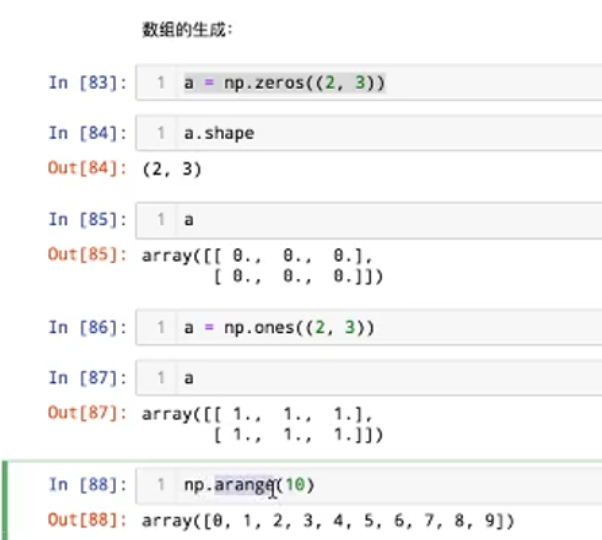 数组的生成:
In [83]: 1 a = np.zeros((2, 3))
In [84]: 1 a.shape
Out[84]: (2, 3)
In [85]: 1 a
Out[85]: array([[ 0., 0., 0.],
[ 0., 0., 0.]])
In [86]: 1 a = np.ones((2, 3))
In [87]: 1 a
Out[87]: array([[ 1., 1., 1.],
[ 1., 1., 1.]])
In [88]: 1 np.arange(10)
Out[88]: array([0, 1, 2, 3, 4, 5, 6, 7, 8, 9])